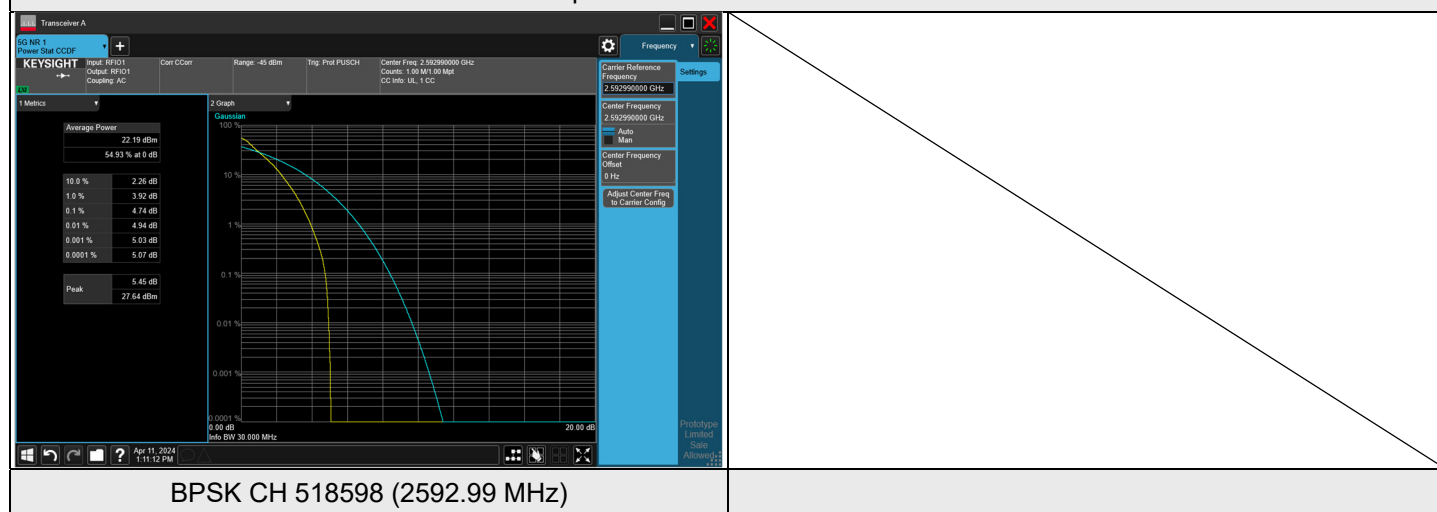 Transceiver A
5G NR 1
Power Stat CCDF
Frequency
KEYSIGHT
Input: RFIO1
Output: RFIO1
Coupling: AC
Corr CCorr
Range: -45 dBm
Trig: Prot PUSCH
Center Freq: 2.592990000 GHz
Counts: 1.00 M/1.00 Mpt
CC Info: UL, 1 CC
LXI
Carrier Reference
Frequency
2.592990000 GHz
Settings
Center Frequency
2.592990000 GHz
Auto
Man
Center Frequency
Offset
0 Hz
Adjust Center Freq
to Carrier Config
1 Metrics
Average Power
22.19 dBm
54.93 % at 0 dB
10.0 % 2.26 dB
1.0 % 3.92 dB
0.1 % 4.74 dB
0.01 % 4.94 dB
0.001 % 5.03 dB
0.0001 % 5.07 dB
Peak 5.45 dB
27.64 dBm
2 Graph
Gaussian
100 %
10 %
1 %
0.1 %
0.01 %
0.001 %
0.0001 %
0.00 dB 20.00 dB
Info BW 30.000 MHz
Prototype
Limited
Sale
Allowed
? Apr 11, 2024
1:11:12 PM
BPSK CH 518598 (2592.99 MHz)